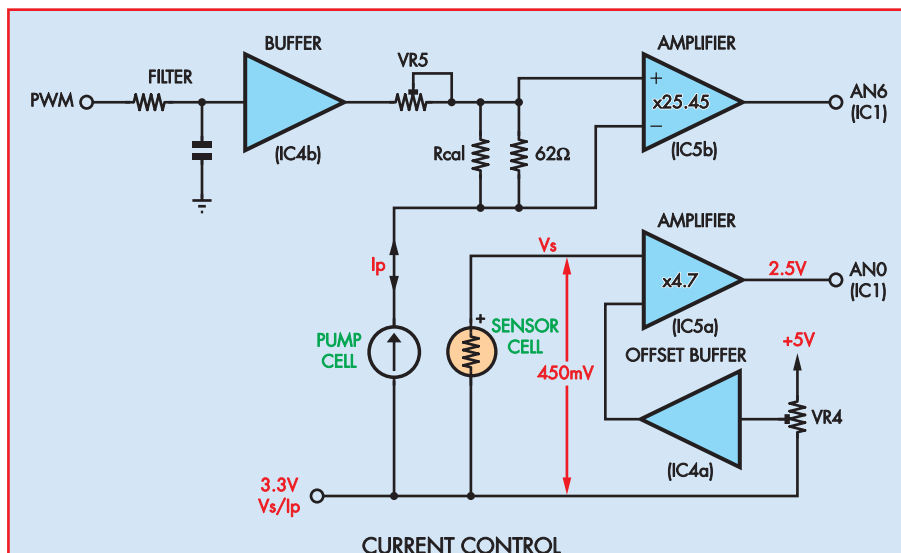 BUFFER
AMPLIFIER
VR5
FILTER
PWM
+
x25.45
−
AN6
(IC1)
(IC4b)
Rcal
62Ω
(IC5b)
AMPLIFIER
Vs
Ip
x4.7
2.5V
AN0
(IC1)
+
PUMP
CELL
SENSOR
CELL
(IC5a)
450mV
OFFSET BUFFER
+5V
VR4
(IC4a)
3.3V
Vs/Ip
CURRENT CONTROL